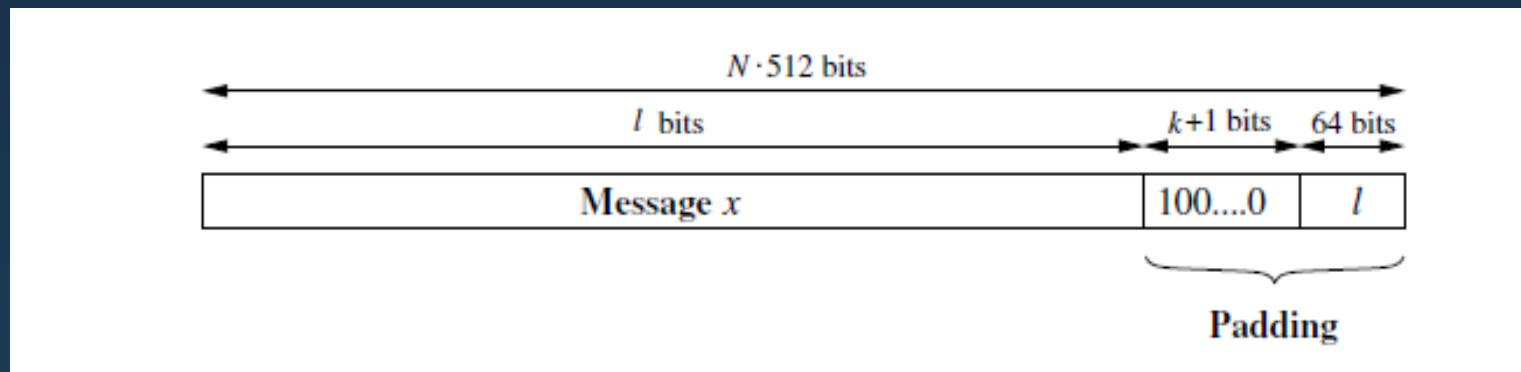 N·512 bits
l bits
k+1 bits
64 bits
Message x
100....0
l
Padding